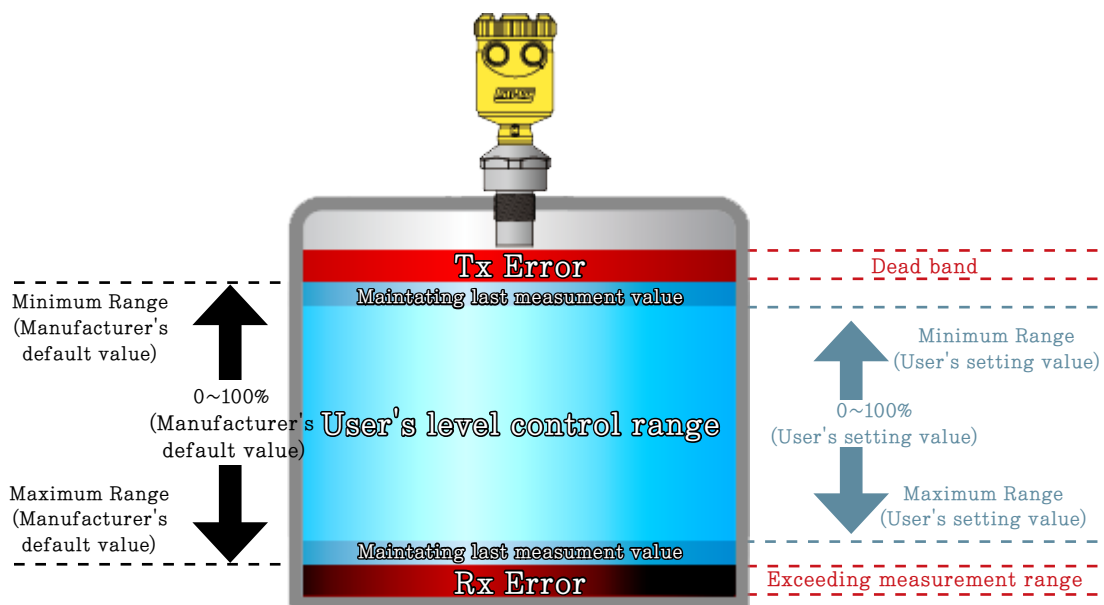 Tx Error
Dead band
Maintating last measument value
Minimum Range
(Manufacturer's
default value)
Minimum Range
(User's setting value)
0~100%
(Manufacturer's
default value)
User's level control range
0~100%
(User's setting value)
Maximum Range
(Manufacturer's
default value)
Maximum Range
(User's setting value)
Maintating last measument value
Rx Error
Exceeding measurement range